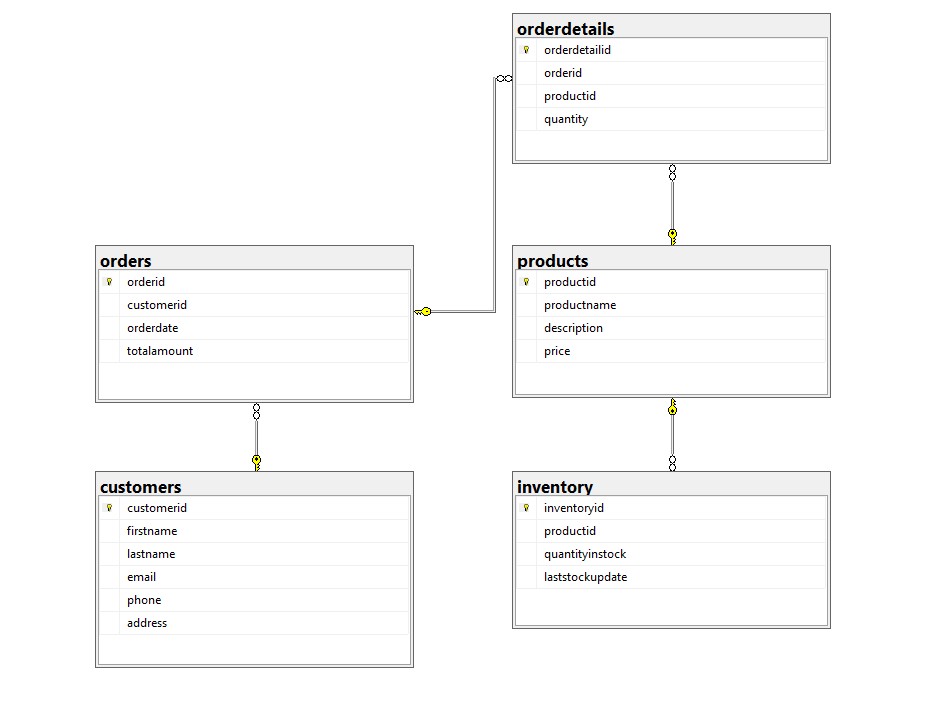 orderdetails
orderdetailid
orderid
productid
quantity
orders
orderid
customerid
orderdate
totalamount
products
productid
productname
description
price
customers
customerid
firstname
lastname
email
phone
address
inventory
inventoryid
productid
quantityinstock
laststockupdate